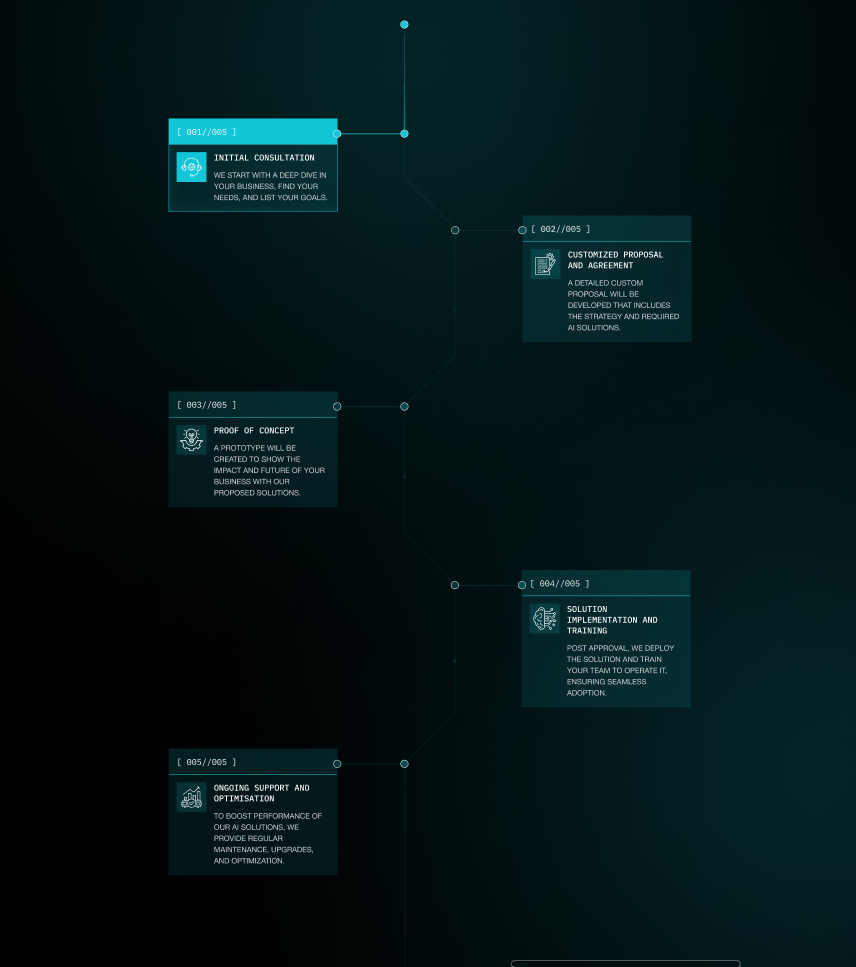 [ 001//005 ]
INITIAL CONSULTATION
WE START WITH A DEEP DIVE IN
YOUR BUSINESS, FIND YOUR
NEEDS, AND LIST YOUR GOALS.
[ 002//005 ]
CUSTOMIZED PROPOSAL
AND AGREEMENT
A DETAILED CUSTOM
PROPOSAL WILL BE
DEVELOPED THAT INCLUDES
THE STRATEGY AND REQUIRED
AI SOLUTIONS.
[ 003//005 ]
PROOF OF CONCEPT
A PROTOTYPE WILL BE
CREATED TO SHOW THE
IMPACT AND FUTURE OF YOUR
BUSINESS WITH OUR
PROPOSED SOLUTIONS.
[ 004//005 ]
SOLUTION
IMPLEMENTATION AND
TRAINING
POST APPROVAL, WE DEPLOY
THE SOLUTION AND TRAIN
YOUR TEAM TO OPERATE IT,
ENSURING SEAMLESS
ADOPTION.
[ 005//005 ]
ONGOING SUPPORT AND
OPTIMISATION
TO BOOST PERFORMANCE OF
OUR AI SOLUTIONS, WE
PROVIDE REGULAR
MAINTENANCE, UPGRADES,
AND OPTIMIZATION.